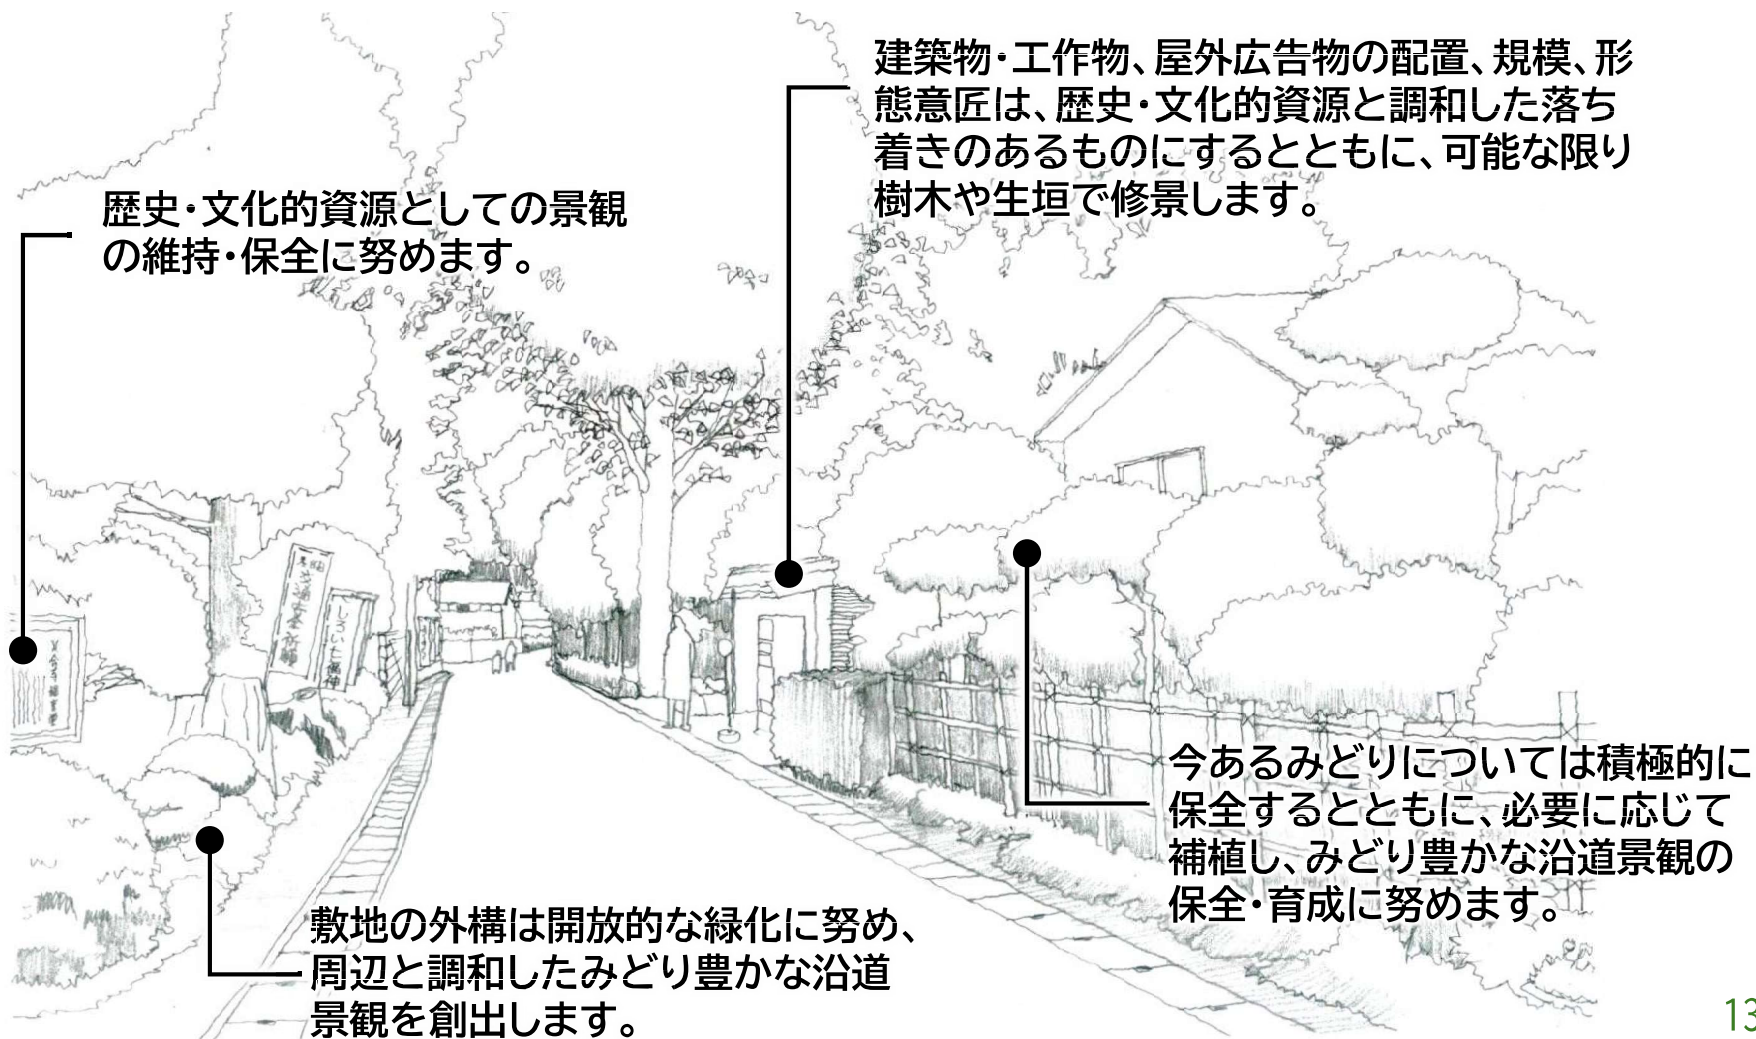 建築物・工作物、屋外広告物の配置、規模、形
態意匠は、歴史・文化的資源と調和した落ち
着きのあるものにするとともに、可能な限り
樹木や生垣で修景します。
歴史・文化的資源としての景観
の維持・保全に努めます。
今あるみどりについては積極的に
保全するとともに、必要に応じて
補植し、みどり豊かな沿道景観の
保全・育成に努めます。
敷地の外構は開放的な緑化に努め、
周辺と調和したみどり豊かな沿道
景観を創出します。
13